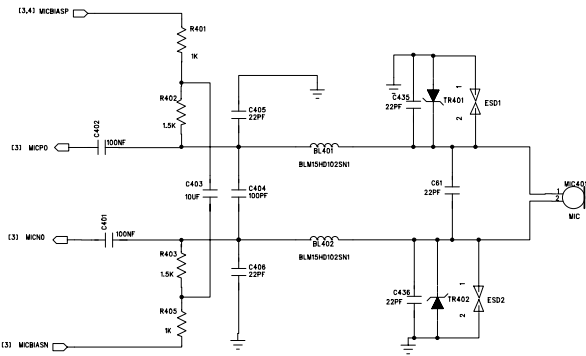 [3,4] MICBIASP
R401
1K
R402
1.5K
C402
100NF
[3] MICP0
C405
22PF
C403
10UF
C404
100PF
BL401
BLM15HD102SN1
C435
22PF
TR401
1
2
ESD1
C61
22PF
MIC401
1
2
MIC
C401
100NF
[3] MICN0
R403
1.5K
R405
1K
[3] MICBIASN
C406
22PF
BL402
BLM15HD102SN1
C436
22PF
TR402
1
2
ESD2